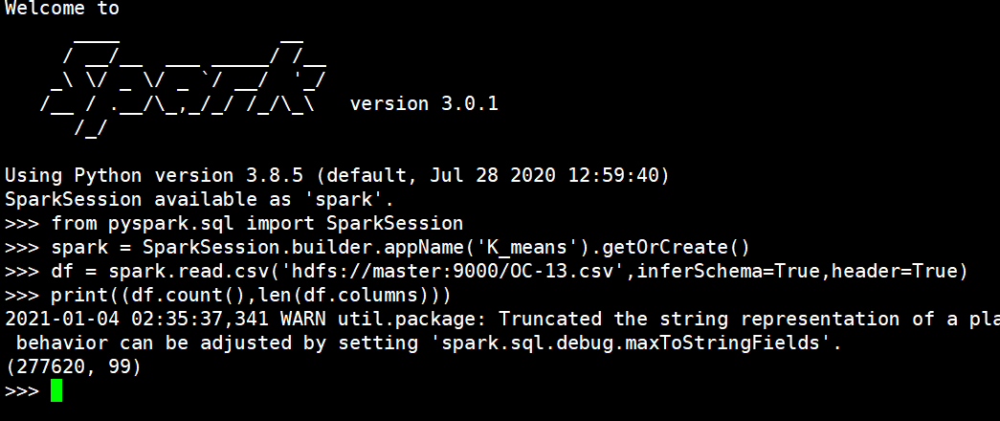 Welcome to
      ____              __
     / __/__  ___ _____/ /__
    _\ \/ _ \/ _ `/ __/  '_/
   /__ / .__/\_,_/_/ /_/\_\   version 3.0.1
      /_/
Using Python version 3.8.5 (default, Jul 28 2020 12:59:40)
SparkSession available as 'spark'.
>>> from pyspark.sql import SparkSession
>>> spark = SparkSession.builder.appName('K_means').getOrCreate()
>>> df = spark.read.csv('hdfs://master:9000/OC-13.csv',inferSchema=True,header=True)
>>> print((df.count(),len(df.columns)))
2021-01-04 02:35:37,341 WARN util.package: Truncated the string representation of a pla
 behavior can be adjusted by setting 'spark.sql.debug.maxToStringFields'.
(277620, 99)
>>>